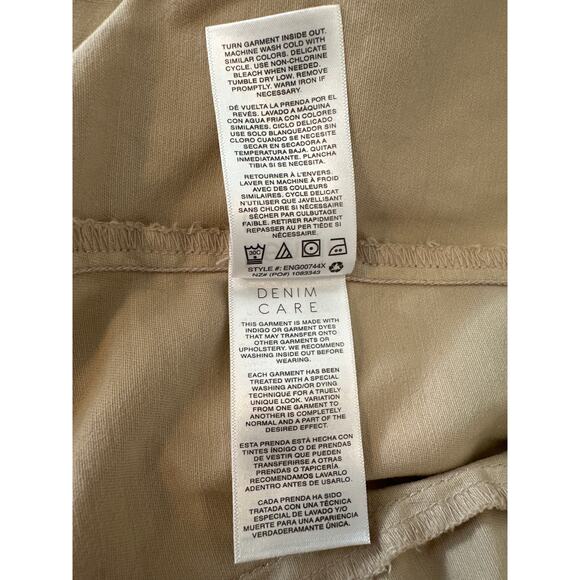 TURN GARMENT INSIDE OUT.
MACHINE WASH COLD WITH
SIMILAR COLORS. DELICATE
CYCLE. USE NON-CHLORINE
BLEACH WHEN NEEDED.
TUMBLE DRY LOW. REMOVE
PROMPTLY. WARM IRON IF
NECESSARY.
DÉ VUELTA LA PRENDA POR EL
REVÉS. LAVADO A MÁQUINA
CON AGUA FRIA CON COLORES
SIMILARES. CICLO DELICADO
USE SOLO BLANQUEADOR SIN
CLORO CUANDO SE NECESITE
SECAR EN SECADORA A
TEMPERATURA BAJA. QUITAR
INMEDIATAMANTE. PLANCHA
TIBIA SI SE NECESITA.
RETOURNER À L'ENVERS.
LAVER EN MACHINE À FROID
AVEC DES COULEURS
SIMILAIRES. CYCLE DELICAT
N'UTILISER QUE JAVELLISANT
SANS CHLORE SI NÉCESSAIRE
SÈCHER PAR CULBUTAGE
FAIBLE. RETIRER RAPIDEMENT
REPASSER AU FER TIÈDE SI
NÉCESSAIRE.
30C
STYLE #: ENG00744X
NZ# (PO#) 1083343
DENIM
CARE
THIS GARMENT IS MADE WITH
INDIGO OR GARMENT DYES
THAT MAY TRANSFER ONTO
OTHER GARMENTS OR
UPHOLSTERY. WE RECOMMEND
WASHING INSIDE OUT BEFORE
WEARING.
EACH GARMENT HAS BEEN
TREATED WITH A SPECIAL
WASHING AND/OR DYING
TECHNIQUE FOR A TRUELY
UNIQUE LOOK. VARIATION
FROM ONE GARMENT TO
ANOTHER IS COMPLETELY
NORMAL AND A PART OF THE
DESIRED EFFECT.
ESTA PRENDA ESTÁ HECHA CON
TINTES ÍNDIGO O DE PRENDAS
DE VESTIR QUE PUEDEN
TRANSFERIRSE A OTRAS
PRENDAS O TAPICERÍA.
RECOMENDAMOS LAVARLO
ADENTRO ANTES DE USARLO.
CADA PRENDA HA SIDO
TRATADA CON UNA TÉCNICA
ESPECIAL DE LAVADO Y/O
MUERTE PARA UNA APARIENCIA
VERDADERAMANTE ÚNICA.